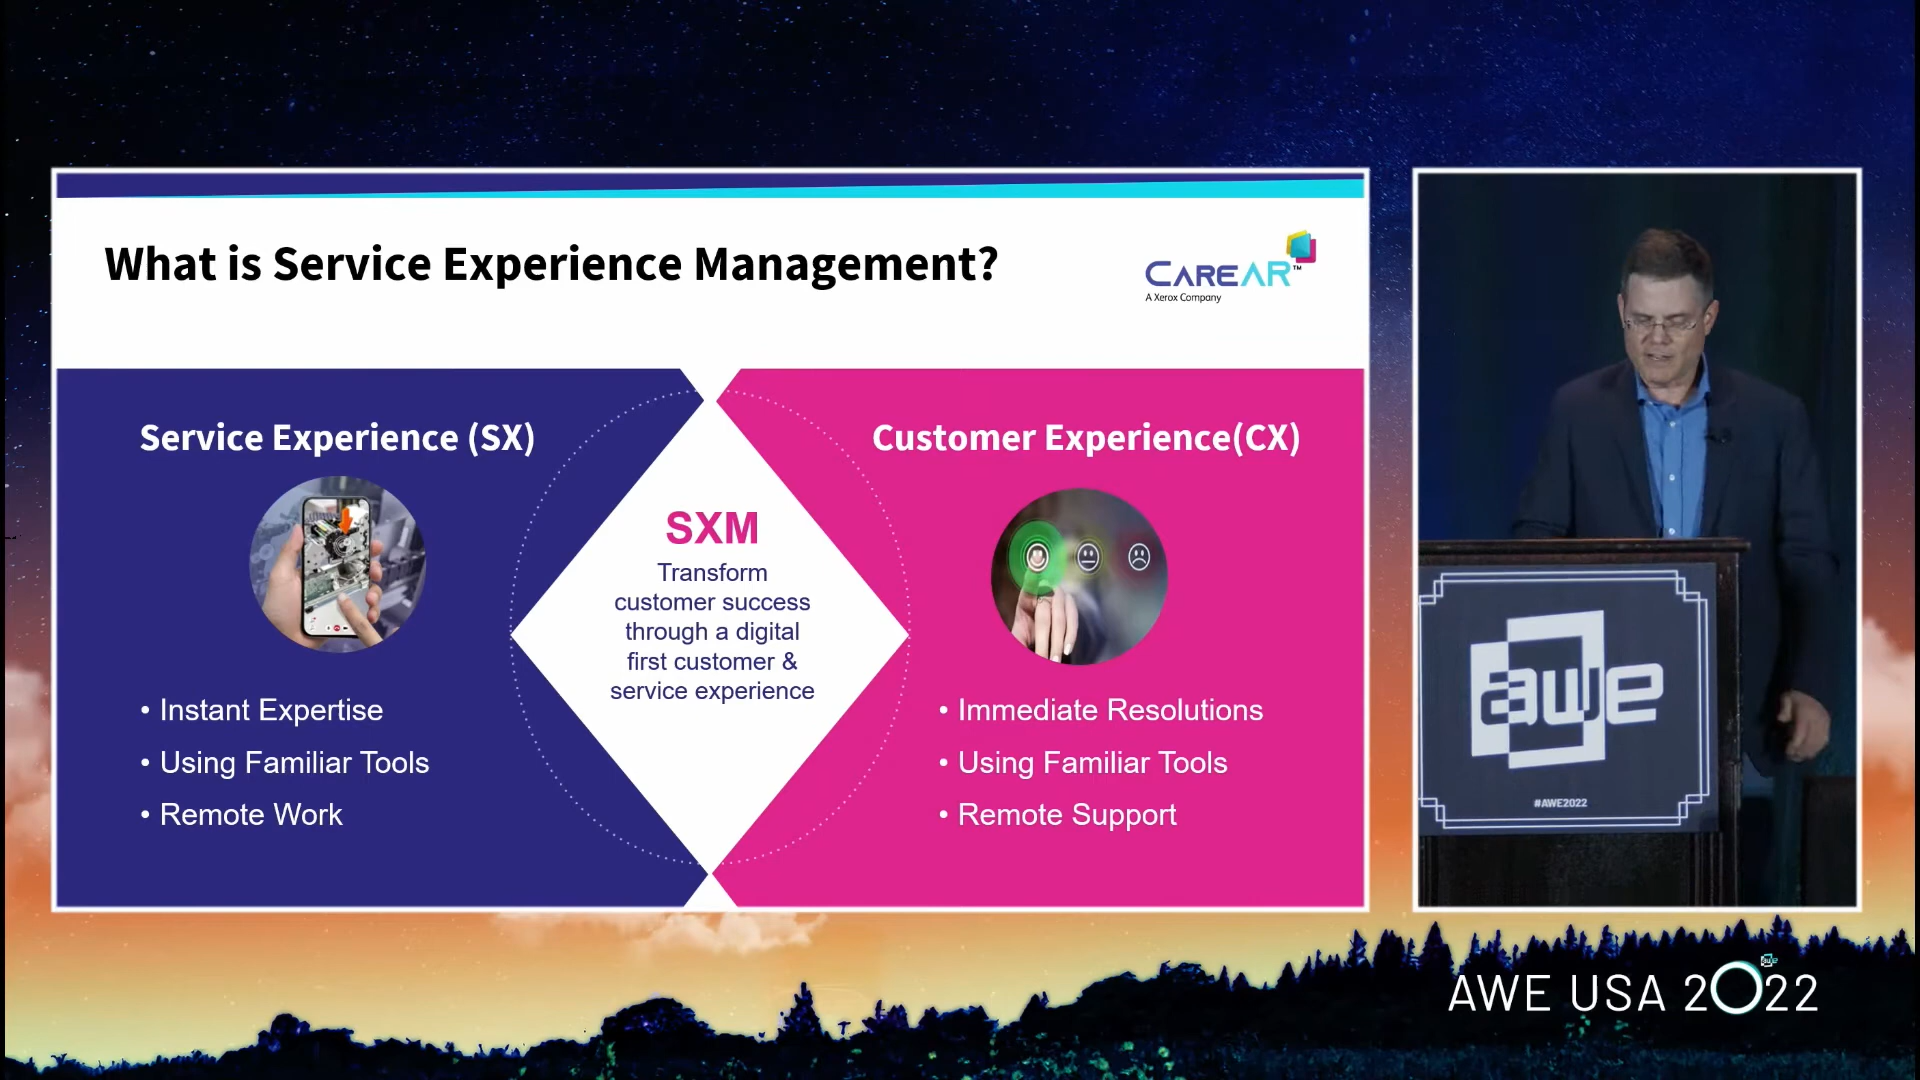 What is Service Experience Management?
CAREAR™
A Xerox Company
Service Experience (SX)
• Instant Expertise
• Using Familiar Tools
• Remote Work
SXM
Transform
customer success
through a digital
first customer &
service experience
Customer Experience(CX)
• Immediate Resolutions
• Using Familiar Tools
• Remote Support
awe
#AWE2022
awe
AWE USA 2022